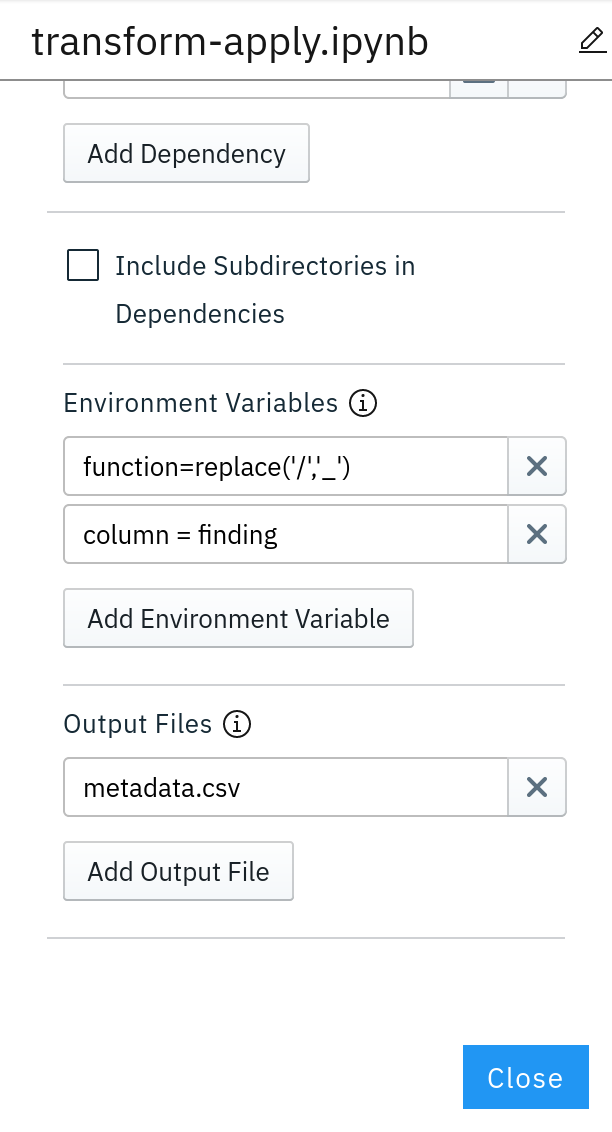 transform-apply.ipynb
Add Dependency
Include Subdirectories in
Dependencies
Environment Variables
function=replace('/','_')
column = finding
Add Environment Variable
Output Files
metadata.csv
Add Output File
Close